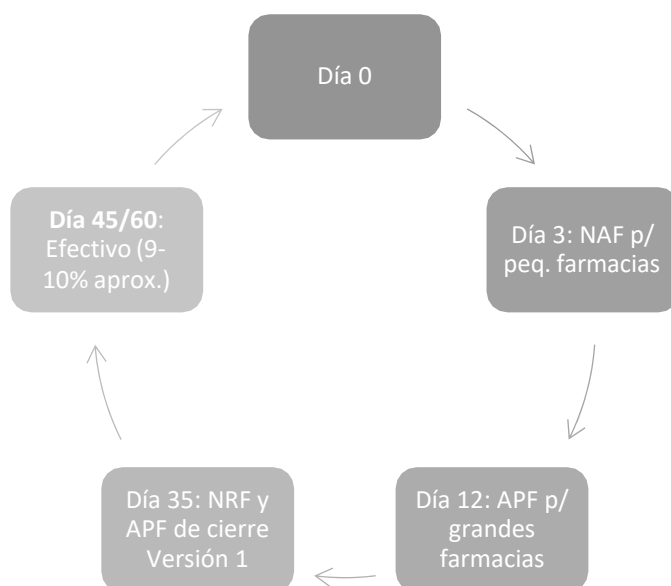 Día 0
Día 3: NAF p/
peq. farmacias
Día 12: APF p/
grandes
farmacias
Día 35: NRF y
APF de cierre
Versión 1
Día 45/60:
Efectivo (9-
10% aprox.)